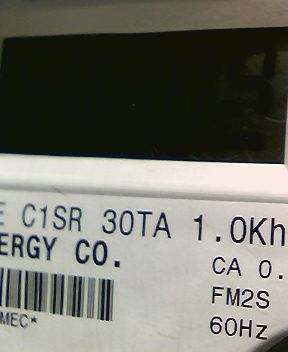 E C1SR 30TA 1.0Kh
ERGY CO.
CA 0.
FM2S
MEC*
60Hz